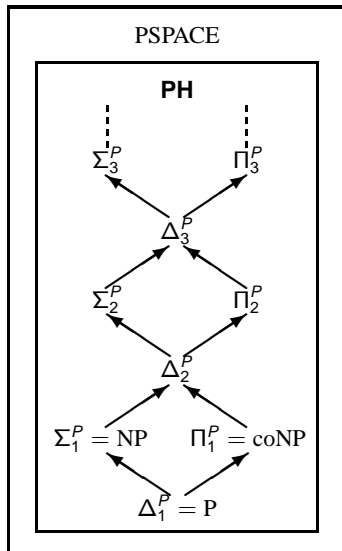 PSPACE
PH
Σ₃ᴾ Π₃ᴾ
Δ₃ᴾ
Σ₂ᴾ Π₂ᴾ
Δ₂ᴾ
Σ₁ᴾ = NP Π₁ᴾ = coNP
Δ₁ᴾ = P